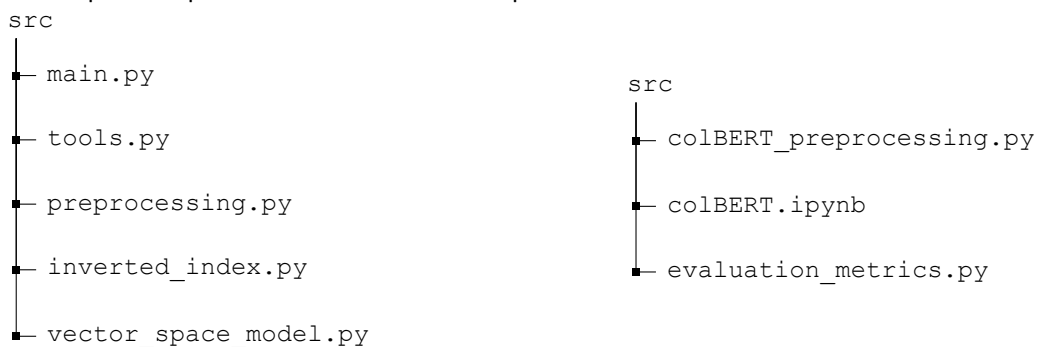 src
main.py
tools.py
preprocessing.py
inverted_index.py
vector space model.py
src
colBERT_preprocessing.py
colBERT.ipynb
evaluation_metrics.py